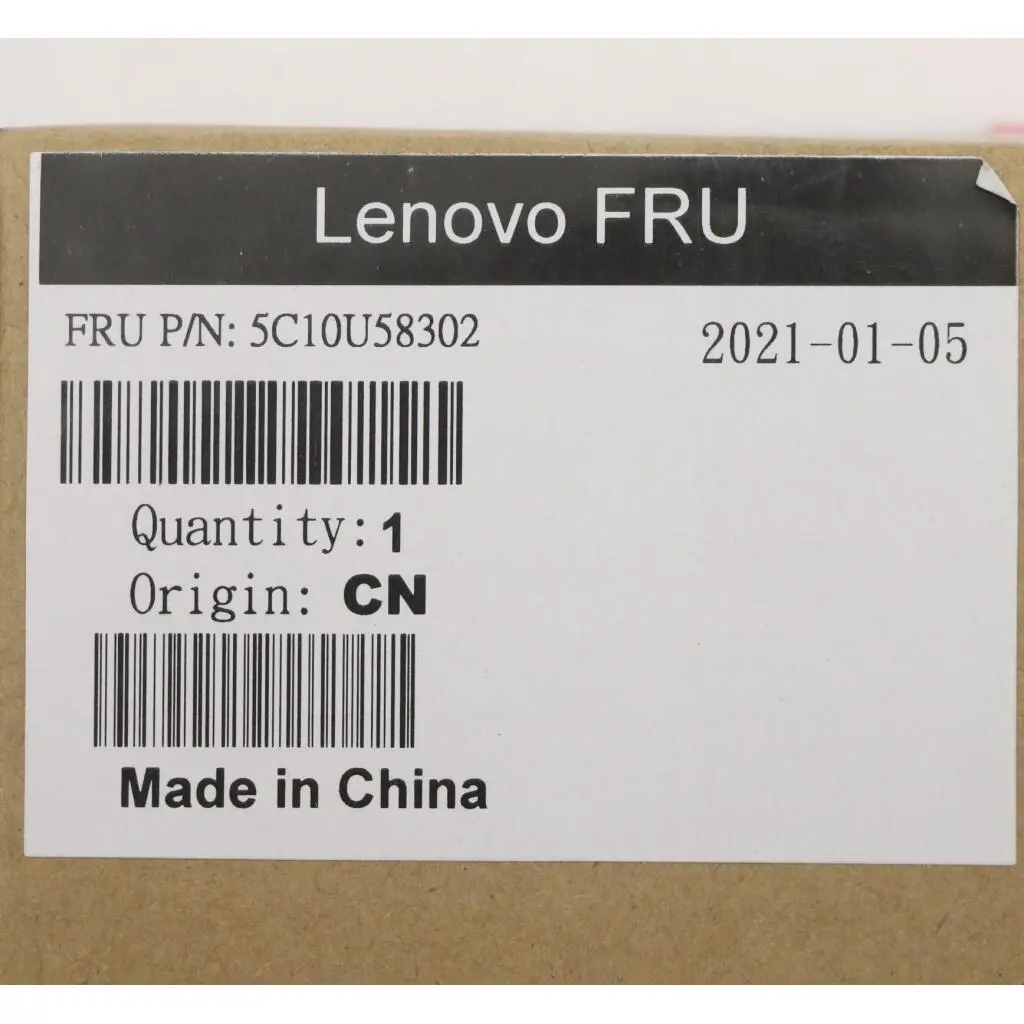 Lenovo FRU
FRU P/N: 5C10U58302
2021-01-05
Quantity: 1
Origin: CN
Made in China